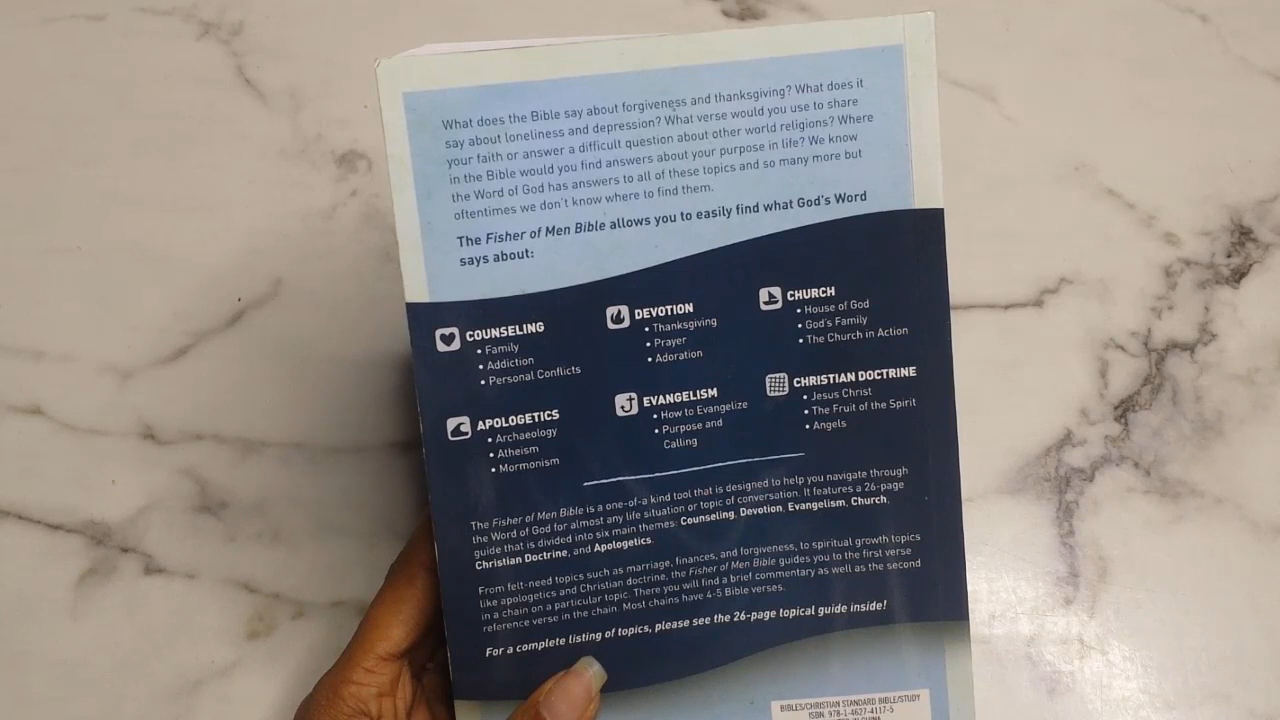 What does the Bible say about forgiveness and thanksgiving? What does it
say about loneliness and depression? What verse would you use to share
your faith or answer a difficult question about other world religions? Where
in the Bible would you find answers about your purpose in life? We know
the Word of God has answers to all of these topics and so many more but
oftentimes we don't know where to find them.
The Fisher of Men Bible allows you to easily find what God's Word
says about:
COUNSELING
• Family
• Addiction
• Personal Conflicts
DEVOTION
• Thanksgiving
• Prayer
• Adoration
CHURCH
• House of God
• God's Family
• The Church in Action
APOLOGETICS
• Archaeology
• Atheism
• Mormonism
EVANGELISM
• How to Evangelize
• Purpose and
Calling
CHRISTIAN DOCTRINE
• Jesus Christ
• The Fruit of the Spirit
• Angels
The Fisher of Men Bible is a one-of-a kind tool that is designed to help you navigate through
the Word of God for almost any life situation or topic of conversation. It features a 26-page
guide that is divided into six main themes: Counseling, Devotion, Evangelism, Church,
Christian Doctrine, and Apologetics.
From felt-need topics such as marriage, finances, and forgiveness, to spiritual growth topics
like apologetics and Christian doctrine, the Fisher of Men Bible guides you to the first verse
in a chain on a particular topic. There you will find a brief commentary as well as the second
reference verse in the chain. Most chains have 4-5 Bible verses.
For a complete listing of topics, please see the 26-page topical guide inside!
BIBLES/CHRISTIAN STANDARD BIBLE/STUDY
ISBN: 978-1-4627-4117-5
IN CHINA